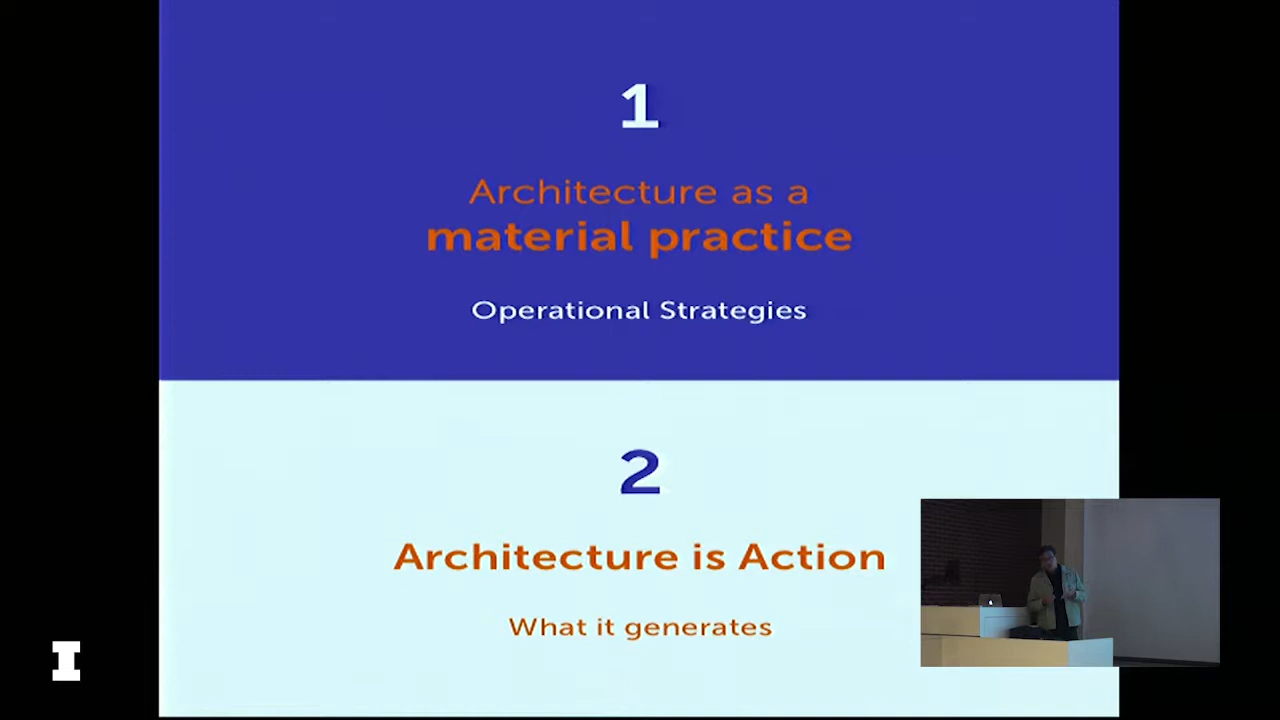 1
Architecture as a
material practice
Operational Strategies
2
Architecture is Action
What it generates
I